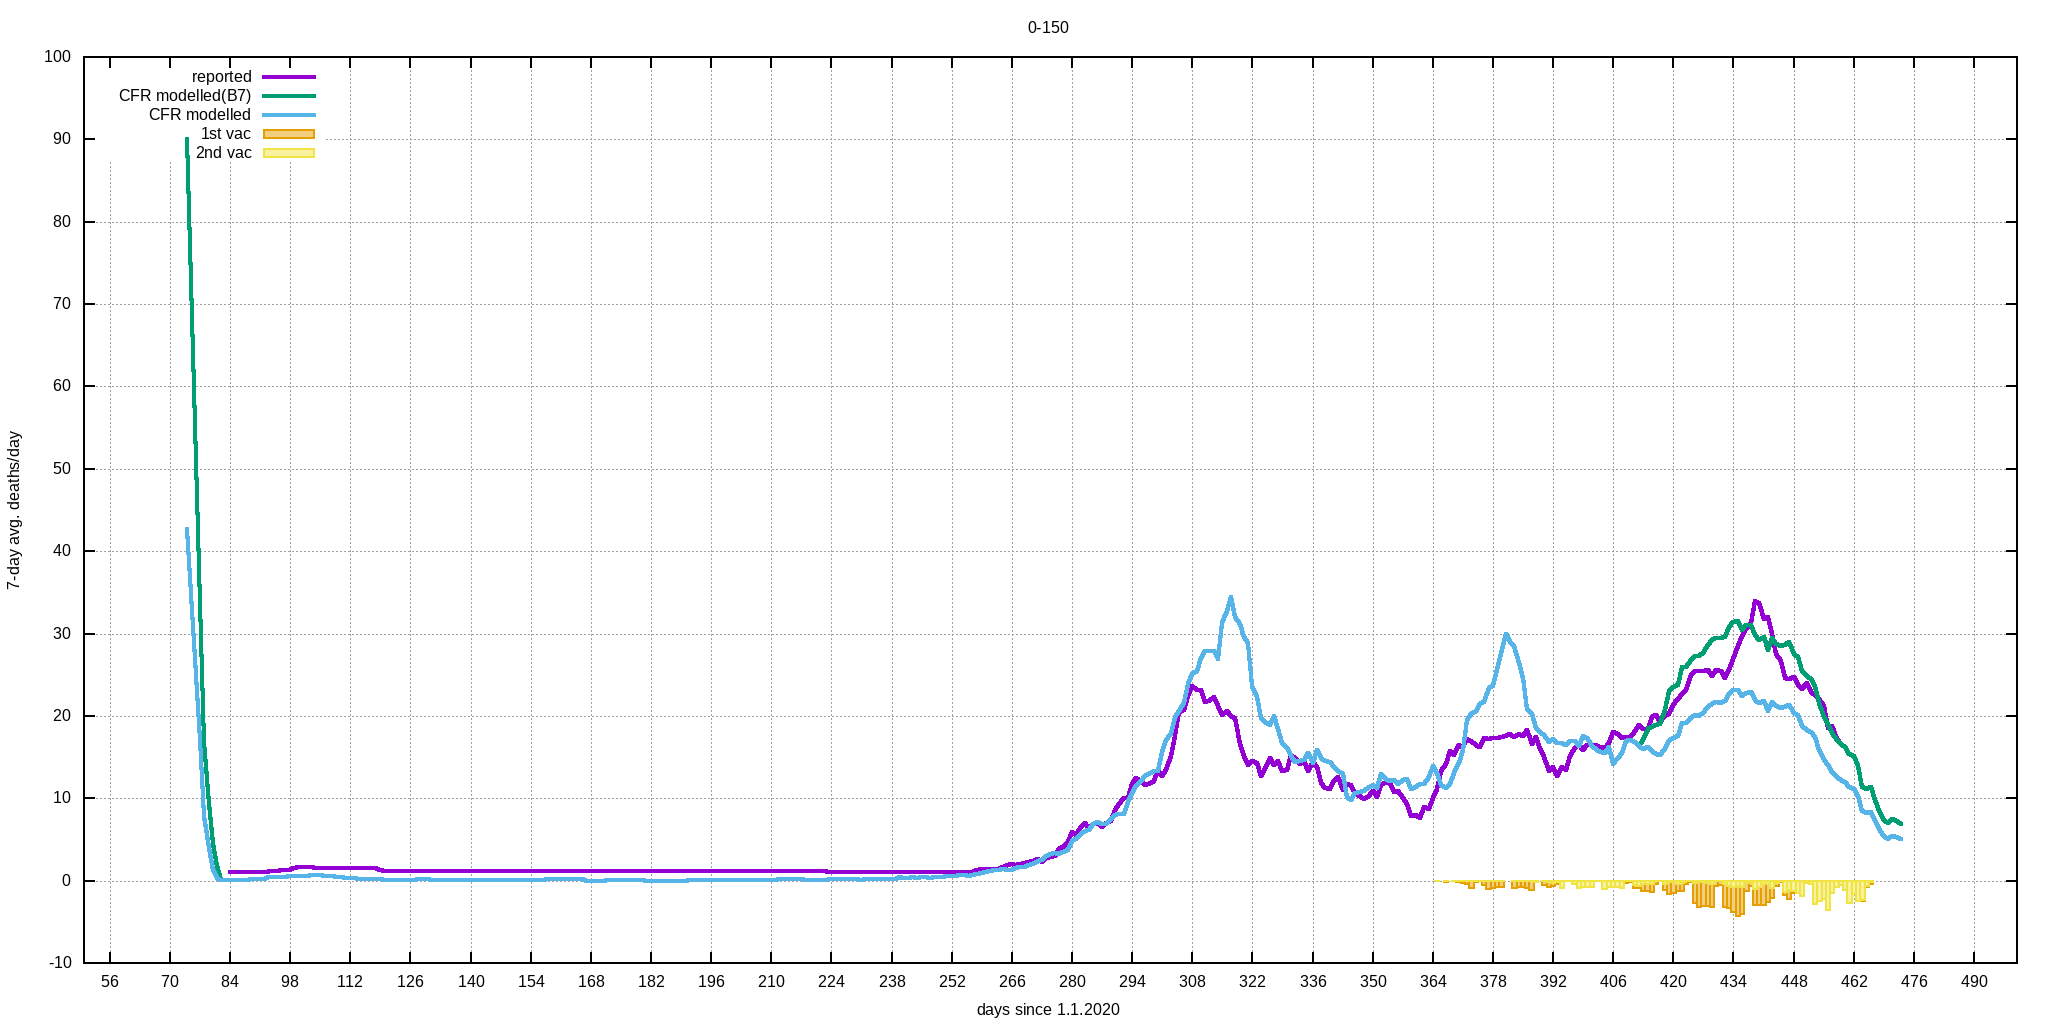 0-150
reported
CFR modelled(B7)
CFR modelled
1st vac
2nd vac
100
90
80
70
60
50
40
30
20
10
0
-10
7-day avg. deaths/day
56 70 84 98 112 126 140 154 168 182 196 210 224 238 252 266 280 294 308 322 336 350 364 378 392 406 420 434 448 462 476 490
days since 1.1.2020